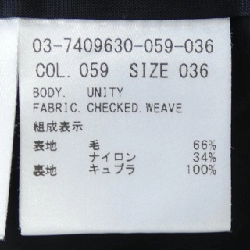 03-7409630-059-036
COL. 059 SIZE 036
BODY. UNITY
FABRIC. CHECKED. WEAVE
組成表示
表地 毛 66%
ナイロン 34%
裏地 キュプラ 100%